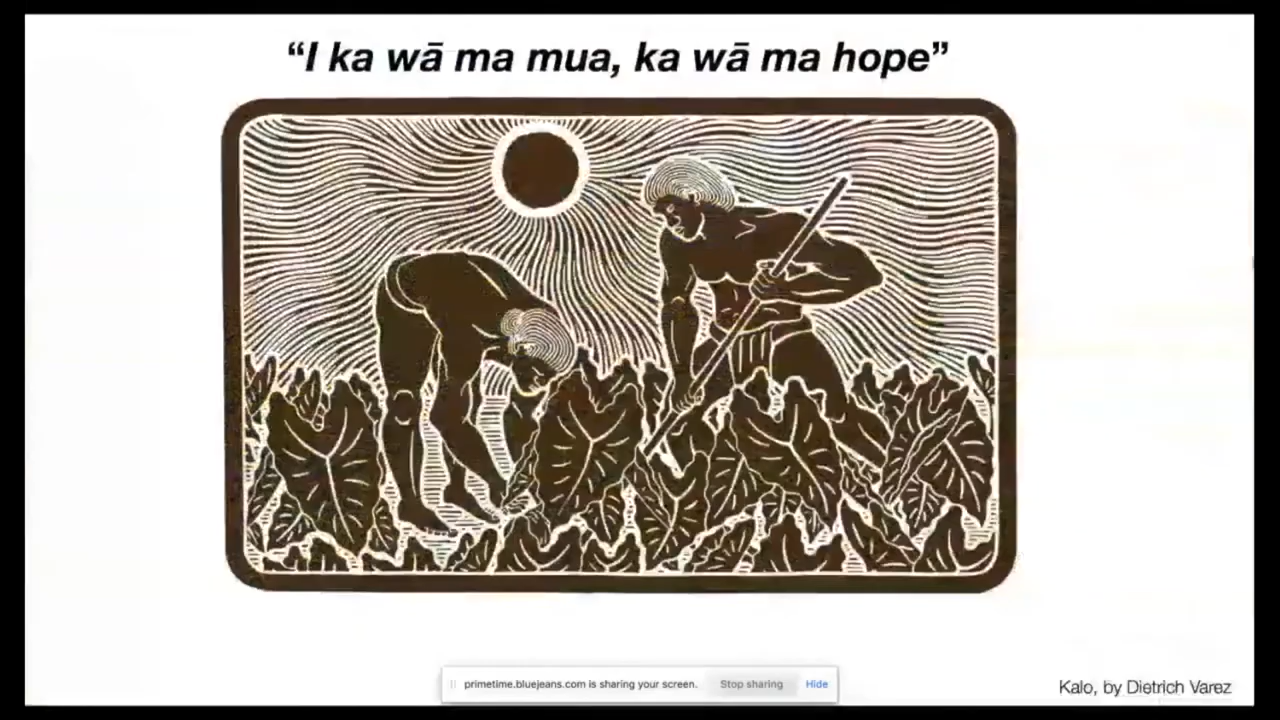 “I ka wā ma mua, ka wā ma hope”
primetime.bluejeans.com is sharing your screen. Stop sharing Hide
Kalo, by Dietrich Varez